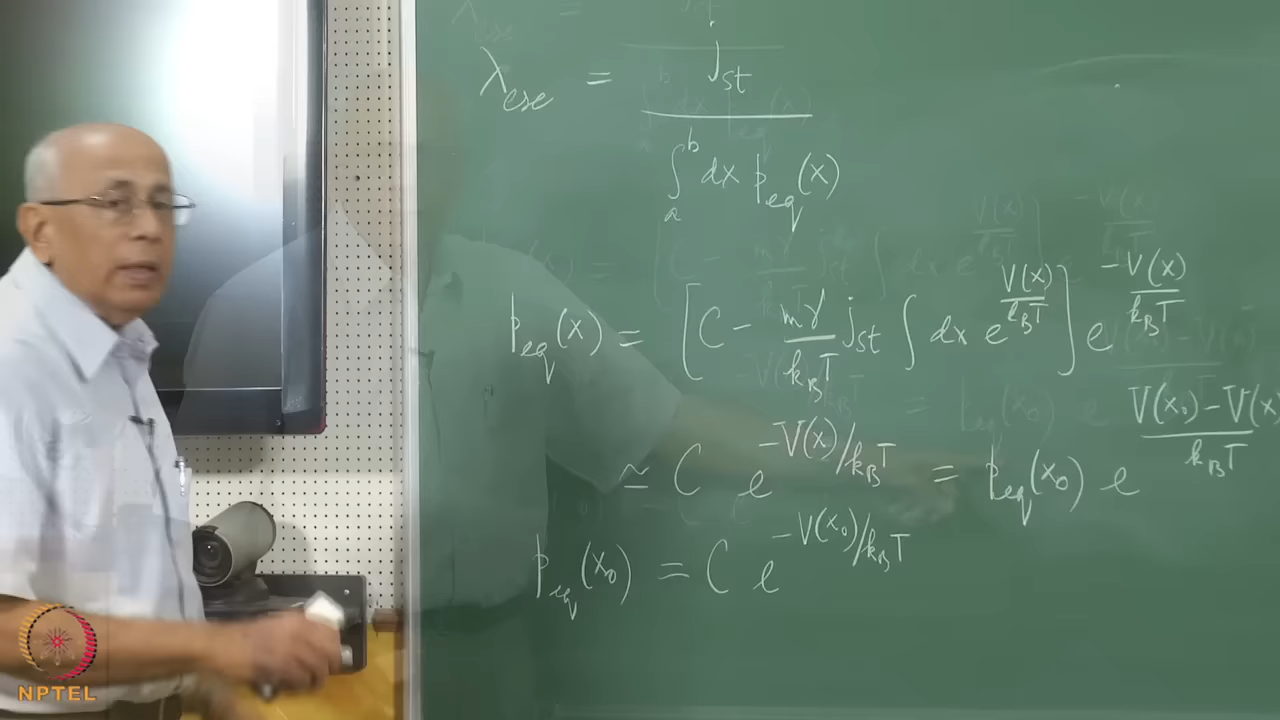 λ_esc = j_st / ∫_a^b dx p_eq(x)
p_eq(x) = [C - mγ/k_BT j_st ∫ dx e^{V(x)/k_BT}] e^{-V(x)/k_BT}
≃ C e^{-V(x)/k_BT} = p_eq(x_0) e^{V(x_0)-V(x)/k_BT}
p_eq(x_0) = C e^{-V(x_0)/k_BT}
NPTEL